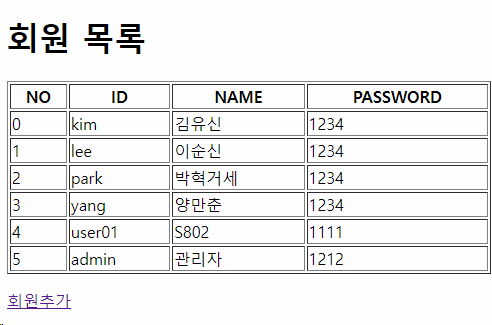 회원 목록
NO ID NAME PASSWORD
0 kim 김유신 1234
1 lee 이순신 1234
2 park 박혁거세 1234
3 yang 양만춘 1234
4 user01 S802 1111
5 admin 관리자 1212
회원추가